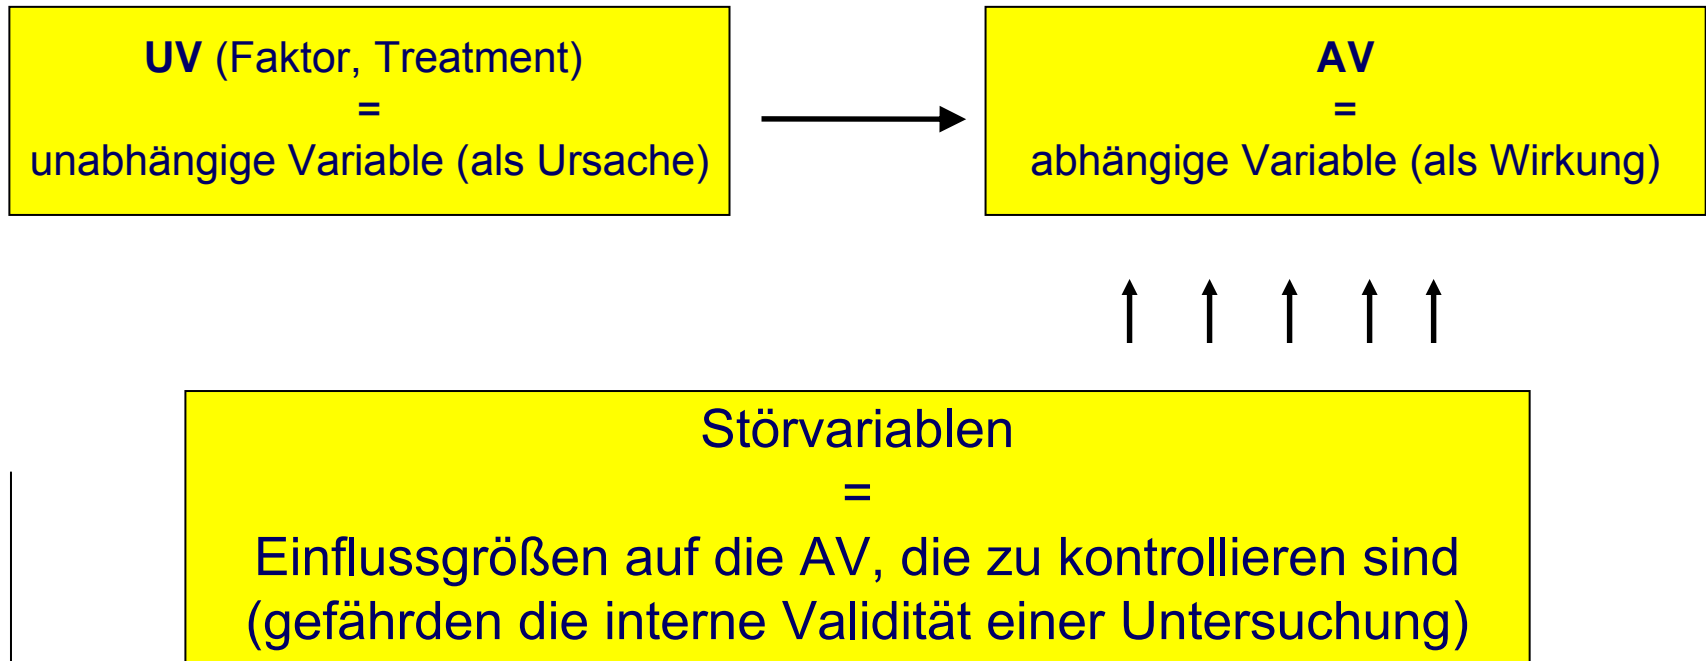 UV (Faktor, Treatment)
=
unabhängige Variable (als Ursache)
AV
=
abhängige Variable (als Wirkung)
Störvariablen
=
Einflussgrößen auf die AV, die zu kontrollieren sind
(gefährden die interne Validität einer Untersuchung)